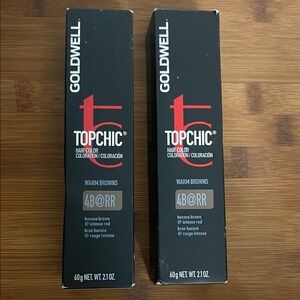 GOLDWELL
tc
TOPCHIC®
HAIR COLOR
COLORATION/COLORACIÓN
WARM BROWNS
4B@RR
havana brown
@ intense red
brun havane
@ rouge intense
60g NET. WT. 2.1 OZ.
GOLDWELL
tc
TOPCHIC®
HAIR COLOR
COLORATION/COLORACIÓN
WARM BROWNS
4B@RR
havana brown
@ intense red
brun havane
@ rouge intense
60g NET. WT. 2.1 OZ.